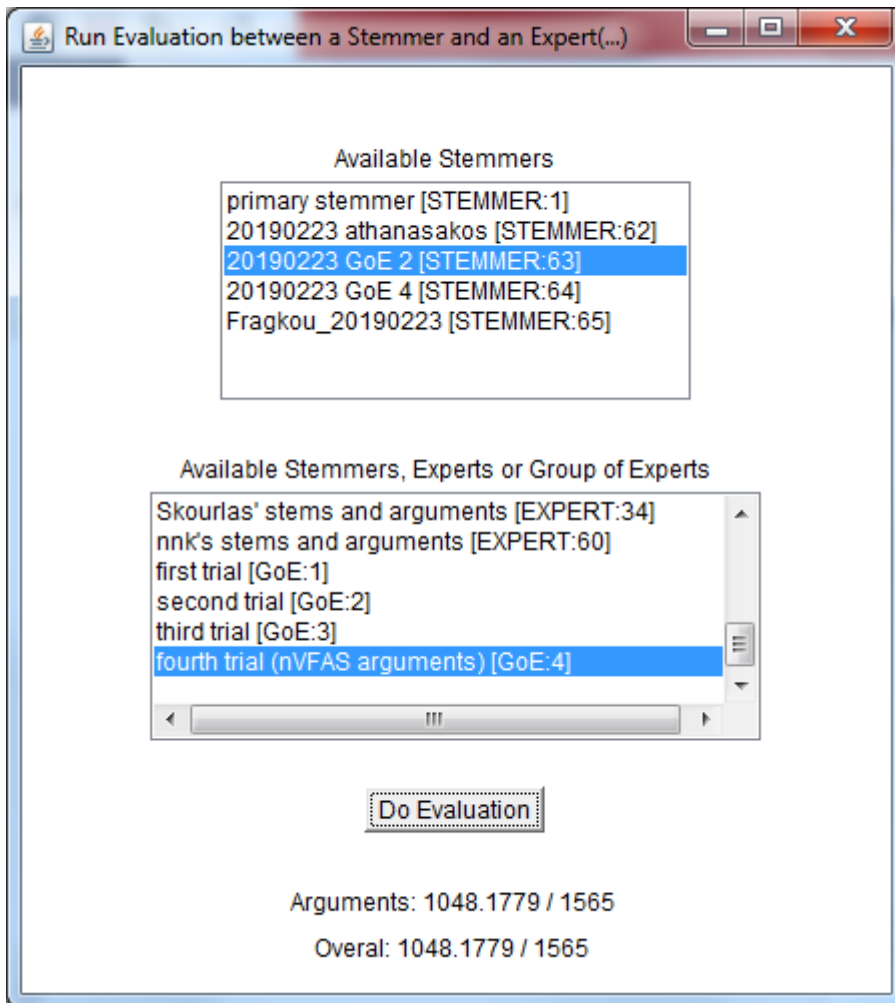 Run Evaluation between a Stemmer and an Expert(...)
Available Stemmers
primary stemmer [STEMMER:1]
20190223 athanasakos [STEMMER:62]
20190223 GoE 2 [STEMMER:63]
20190223 GoE 4 [STEMMER:64]
Fragkou_20190223 [STEMMER:65]
Available Stemmers, Experts or Group of Experts
Skourlas' stems and arguments [EXPERT:34]
nnk's stems and arguments [EXPERT:60]
first trial [GoE:1]
second trial [GoE:2]
third trial [GoE:3]
fourth trial (nVFAS arguments) [GoE:4]
Do Evaluation
Arguments: 1048.1779 / 1565
Overal: 1048.1779 / 1565